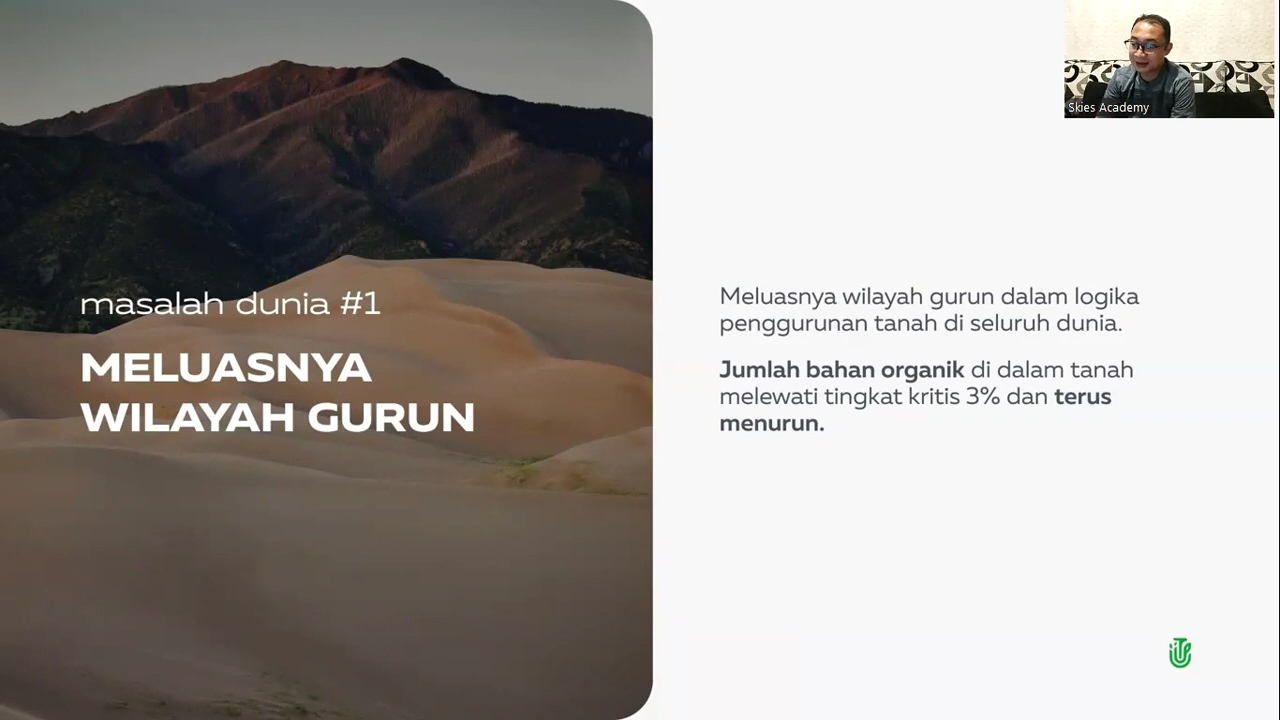 masalah dunia #1
MELUASNYA
WILAYAH GURUN
Meluasnya wilayah gurun dalam logika
penggurunan tanah di seluruh dunia.
Jumlah bahan organik di dalam tanah
melewati tingkat kritis 3% dan terus
menurun.
Skies Academy